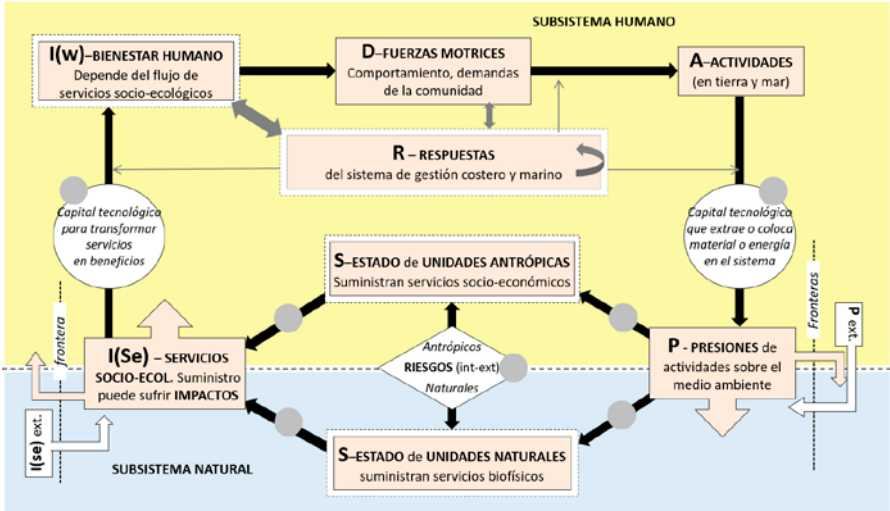 SUBSISTEMA HUMANO
I(w)–BIENESTAR HUMANO
Depende del flujo de
servicios socio-ecológicos
D–FUERZAS MOTRICES
Comportamiento, demandas
de la comunidad
A–ACTIVIDADES
(en tierra y mar)
R – RESPUESTAS
del sistema de gestión costero y marino
Capital tecnológico
para transformar
servicios
en beneficios
Capital tecnológico
que extrae o coloca
material o energía
en el sistema
S–ESTADO de UNIDADES ANTRÓPICAS
Suministran servicios socio-económicos
frontera
Fronteras
I(Se) – SERVICIOS
SOCIO-ECOL. Suministro
puede sufrir IMPACTOS
Antrópicos
RIESGOS (int-ext)
Naturales
P - PRESIONES de
actividades sobre el
medio ambiente
P ext.
I(se) ext.
S–ESTADO de UNIDADES NATURALES
suministran servicios biofísicos
SUBSISTEMA NATURAL